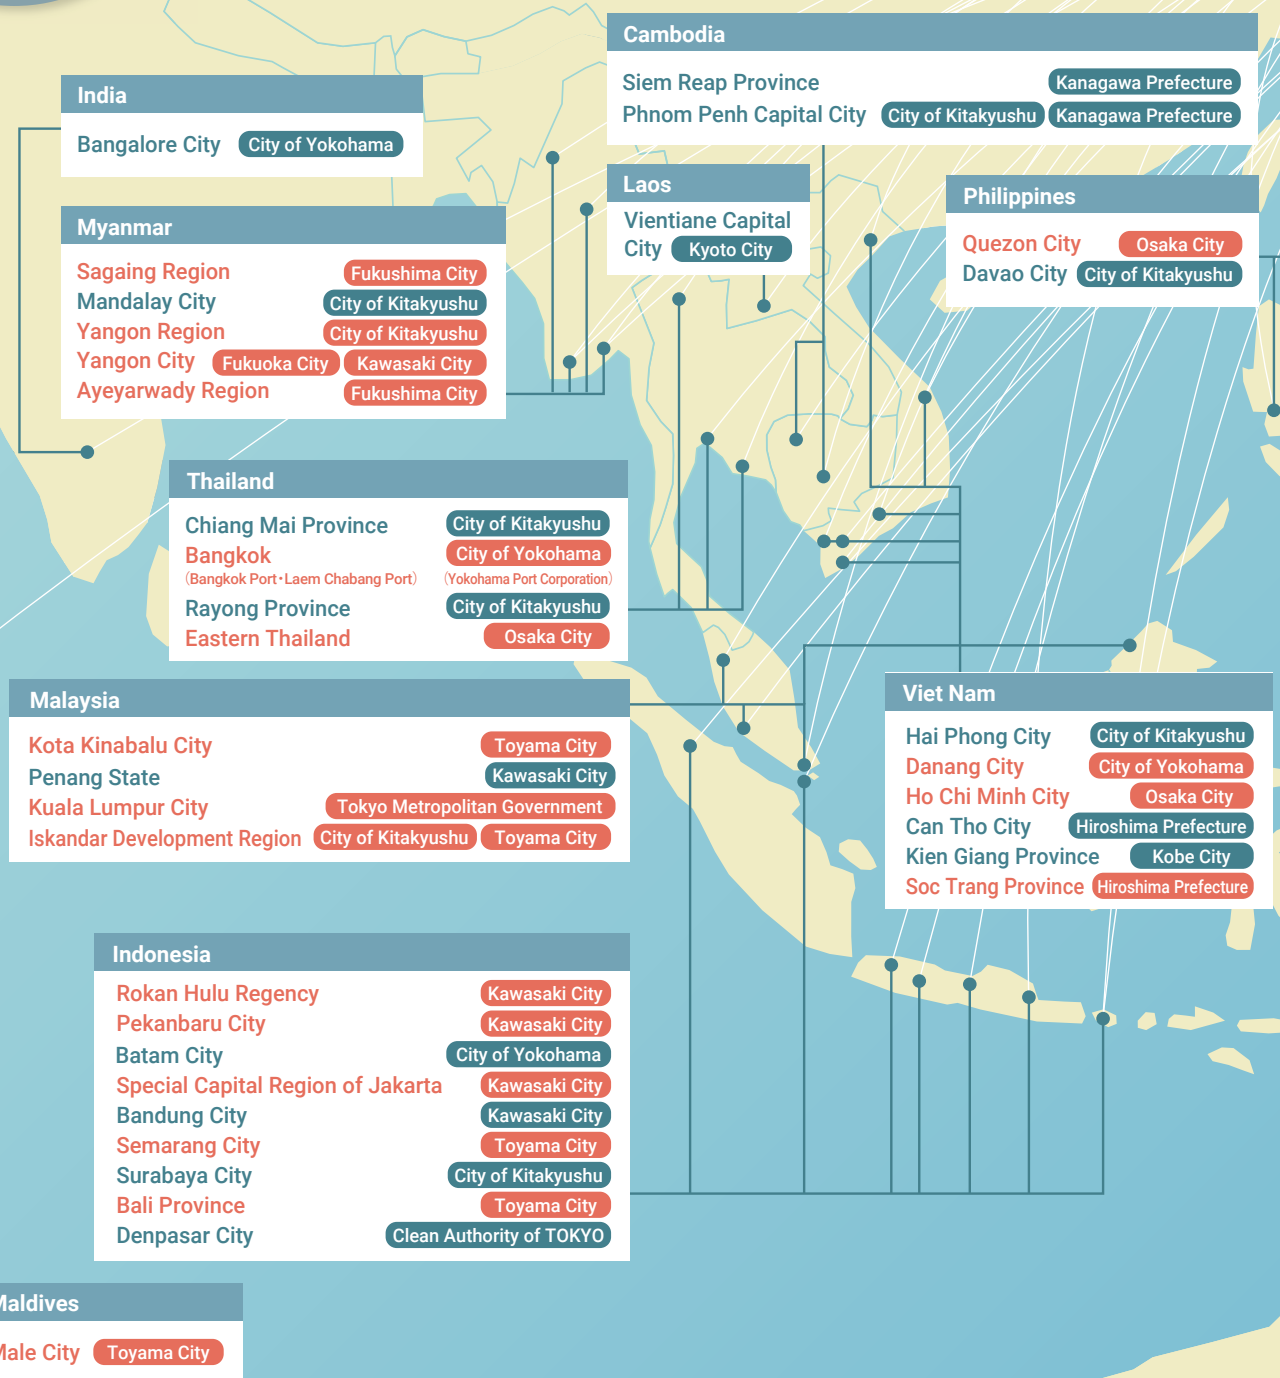 Cambodia
Siem Reap Province Kanagawa Prefecture
Phnom Penh Capital City City of Kitakyushu Kanagawa Prefecture
India
Bangalore City City of Yokohama
Laos
Vientiane Capital
City Kyoto City
Philippines
Quezon City Osaka City
Davao City City of Kitakyushu
Myanmar
Sagaing Region Fukushima City
Mandalay City City of Kitakyushu
Yangon Region City of Kitakyushu
Yangon City Fukuoka City Kawasaki City
Ayeyarwady Region Fukushima City
Thailand
Chiang Mai Province City of Kitakyushu
Bangkok City of Yokohama
(Bangkok Port・Laem Chabang Port) (Yokohama Port Corporation)
Rayong Province City of Kitakyushu
Eastern Thailand Osaka City
Malaysia
Kota Kinabalu City Toyama City
Penang State Kawasaki City
Kuala Lumpur City Tokyo Metropolitan Government
Iskandar Development Region City of Kitakyushu Toyama City
Viet Nam
Hai Phong City City of Kitakyushu
Danang City City of Yokohama
Ho Chi Minh City Osaka City
Can Tho City Hiroshima Prefecture
Kien Giang Province Kobe City
Soc Trang Province Hiroshima Prefecture
Indonesia
Rokan Hulu Regency Kawasaki City
Pekanbaru City Kawasaki City
Batam City City of Yokohama
Special Capital Region of Jakarta Kawasaki City
Bandung City Kawasaki City
Semarang City Toyama City
Surabaya City City of Kitakyushu
Bali Province Toyama City
Denpasar City Clean Authority of TOKYO
Maldives
Male City Toyama City